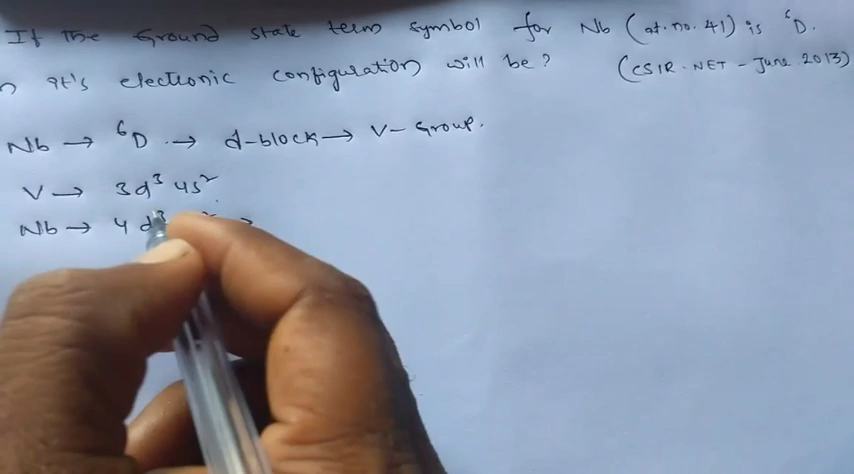 If the Ground state term symbol for Nb (at. no. 41) is ⁶D.
n it's electronic configuration will be? (CSIR-NET - June 2013)
Nb → ⁶D → d-block → V- Group.
V → 3d³ 4s²
Nb → 4d³